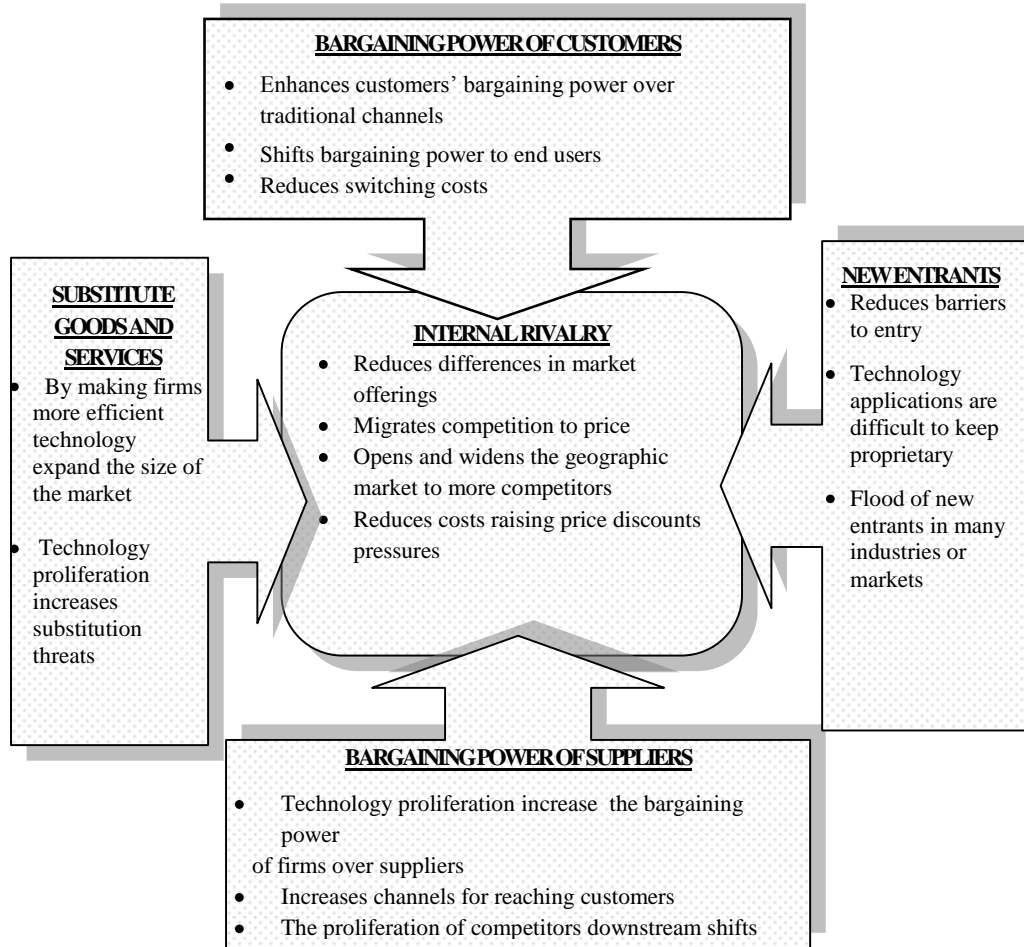 BARGAINING POWER OF CUSTOMERS
• Enhances customers’ bargaining power over
traditional channels
• Shifts bargaining power to end users
• Reduces switching costs
SUBSTITUTE
GOODS AND
SERVICES
• By making firms
more efficient
technology
expand the size of
the market
• Technology
proliferation
increases
substitution
threats
INTERNAL RIVALRY
• Reduces differences in market
offerings
• Migrates competition to price
• Opens and widens the geographic
market to more competitors
• Reduces costs raising price discounts
pressures
NEW ENTRANTS
• Reduces barriers
to entry
• Technology
applications are
difficult to keep
proprietary
• Flood of new
entrants in many
industries or
markets
BARGAINING POWER OF SUPPLIERS
• Technology proliferation increase the bargaining
power
of firms over suppliers
• Increases channels for reaching customers
• The proliferation of competitors downstream shifts